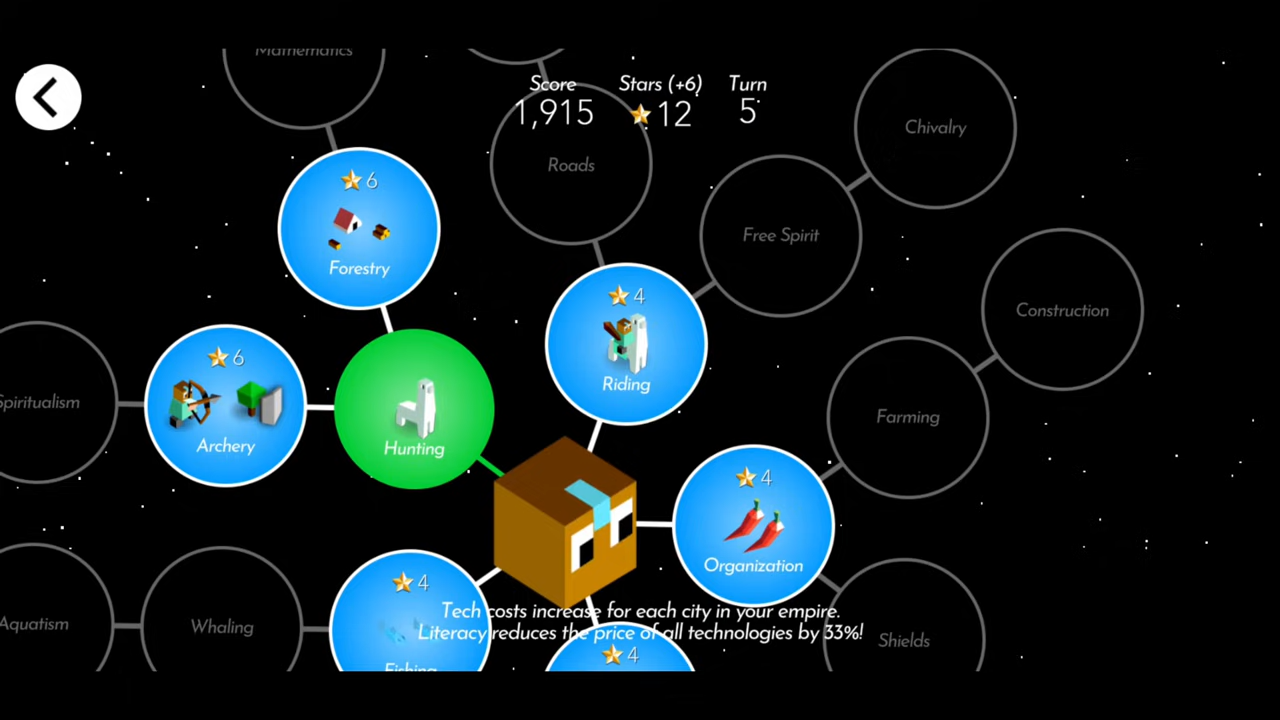 Mathematics
Score
Stars (+6)
Turn
1,915
12
5
Chivalry
Roads
6
Forestry
Free Spirit
4
Riding
Construction
6
Archery
Spiritualism
Hunting
Farming
4
Organization
4
Tech costs increase for each city in your empire.
Literacy reduces the price of all technologies by 33%!
Aquatism
Whaling
Fishing
4
Shields